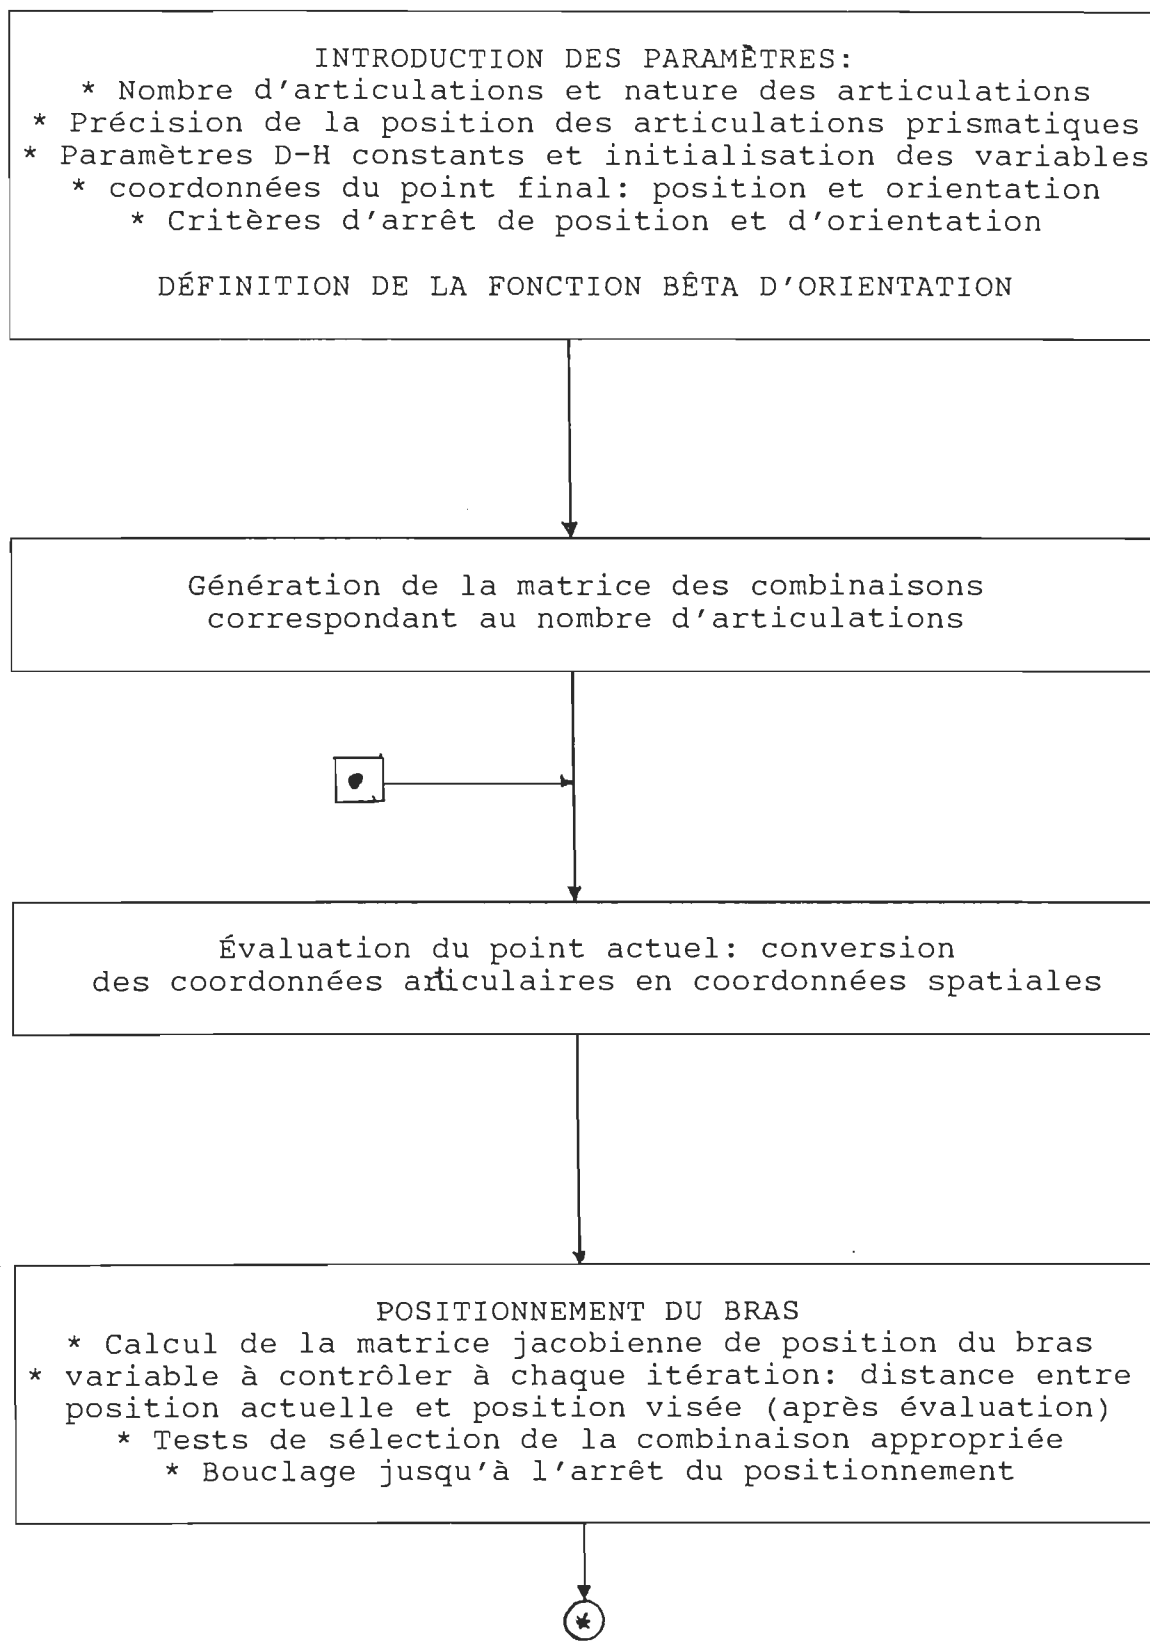 INTRODUCTION DES PARAMÈTRES:
* Nombre d'articulations et nature des articulations
* Précision de la position des articulations prismatiques
* Paramètres D-H constants et initialisation des variables
* coordonnées du point final: position et orientation
* Critères d'arrêt de position et d'orientation
DÉFINITION DE LA FONCTION BÊTA D'ORIENTATION
Génération de la matrice des combinaisons
correspondant au nombre d'articulations
Évaluation du point actuel: conversion
des coordonnées articulaires en coordonnées spatiales
POSITIONNEMENT DU BRAS
* Calcul de la matrice jacobienne de position du bras
* variable à contrôler à chaque itération: distance entre
position actuelle et position visée (après évaluation)
* Tests de sélection de la combinaison appropriée
* Bouclage jusqu'à l'arrêt du positionnement
*